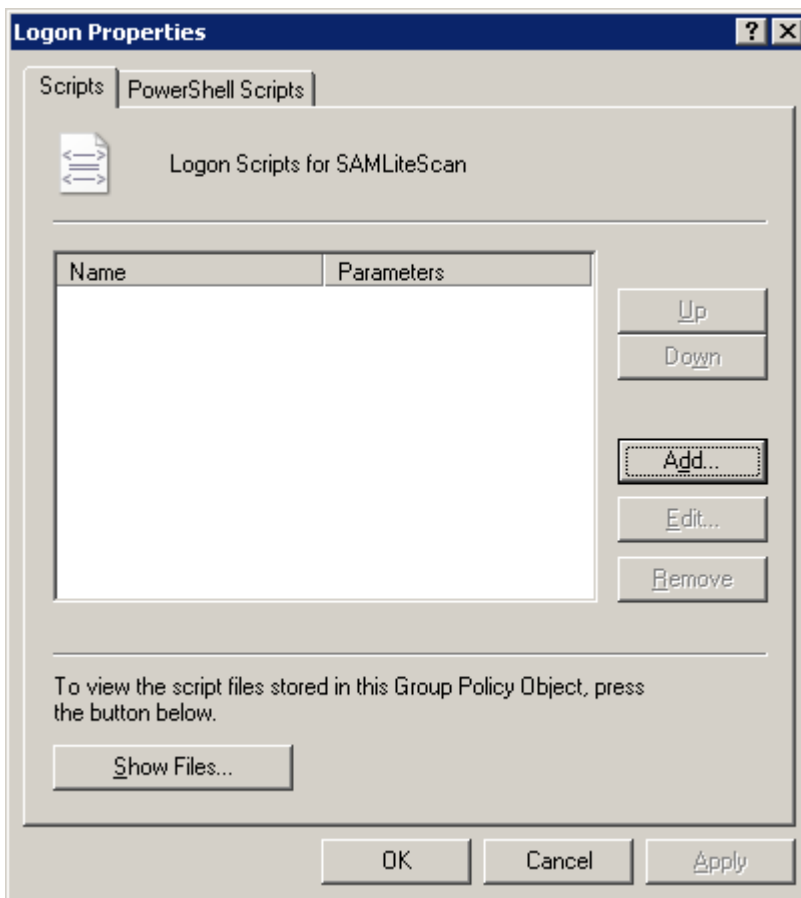 Logon Properties
Scripts
PowerShell Scripts
Logon Scripts for SAMLiteScan
Name
Parameters
Up
Down
Add...
Edit...
Remove
To view the script files stored in this Group Policy Object, press
the button below.
Show Files...
OK
Cancel
Apply